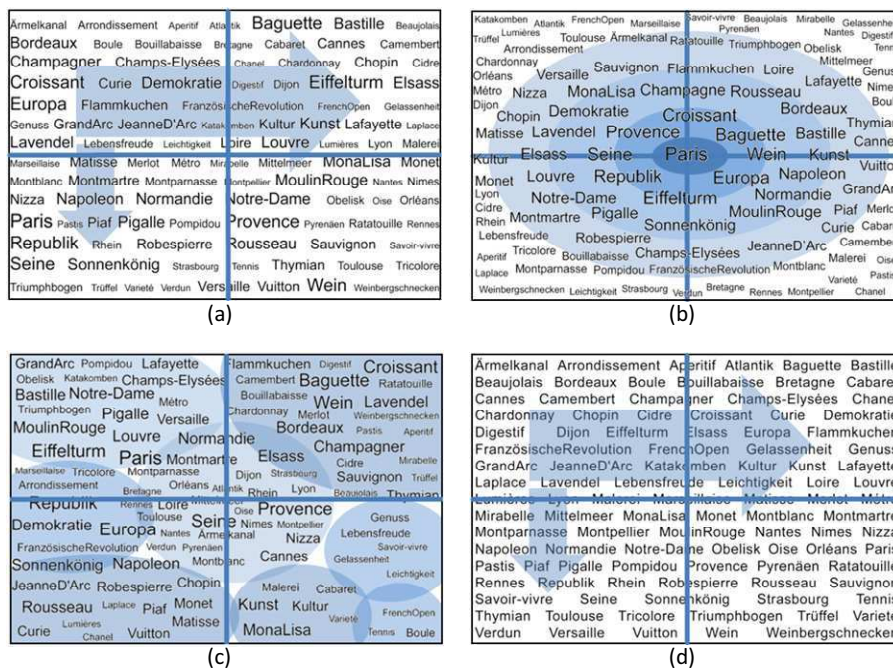 Ärmelkanal Arrondissement Aperitif Atlantik Baguette Bastille Beaujolais
Bordeaux Boule Bouillabaisse Bretagne Cabaret Cannes Camembert
Champagner Champs-Elysées Chanel Chardonnay Chopin Cidre
Croissant Curie Demokratie Digestif Dijon Eiffelturm Elsass
Europa Flammkuchen FranzösischeRevolution FrenchOpen Gelassenheit
Genuss GrandArc JeanneD'Arc Katakomben Kultur Kunst Lafayette Laplace
Lavendel Lebensfreude Leichtigkeit Loire Louvre Lumières Lyon Malerei
Marseillaise Matisse Merlot Métro Mirabelle Mittelmeer MonaLisa Monet
Montblanc Montmartre Montparnasse Montpellier MoulinRouge Nantes Nimes
Nizza Napoleon Normandie Notre-Dame Obelisk Oise Orléans
Paris Pastis Piaf Pigalle Pompidou Provence Pyrenäen Ratatouille Rennes
Republik Rhein Robespierre Rousseau Sauvignon Savoir-vivre
Seine Sonnenkönig Strasbourg Tennis Thymian Toulouse Tricolore
Triumphbogen Trüffel Varieté Verdun Versaille Vuitton Wein Weinbergschnecken
(a)
Katakomben Atlantik FrenchOpen Marseillaise Savoir-vivre Beaujolais Mirabelle Gelassenheit
Trüffel Lumières Toulouse Ärmelkanal Ratatouille Pyrenäen Triumphbogen Obelisk Nantes Digestif
Arrondissement Mittelmeer Tennis
Chardonnay Versaille Sauvignon Flammkuchen Loire Lafayette Genuss
Orléans
Métro Nizza MonaLisa Champagne Rousseau Nimes
Dijon Chopin Demokratie Croissant Bordeaux Boule
Thymian
Matisse Lavendel Provence Baguette Bastille Cannes
Kultur Elsass Seine Paris Wein Kunst Vuitton
Monet Louvre Republik Europa Napoleon GrandArc
Lyon Notre-Dame Eiffelturm Normandie
Cidre Montmartre Pigalle MoulinRouge Piaf Merlot
Rhein Sonnenkönig Curie Cabaret
Lebensfreude Robespierre JeanneD'Arc Camembert
Aperitif Tricolore Bouillabaisse Champs-Elysées Malerei Oise
Laplace Montparnasse Pompidou FranzösischeRevolution Montblanc Pastis
Weinbergschnecken Leichtigkeit Strasbourg Verdun Bretagne Rennes Montpellier Varieté Chanel
(b)
GrandArc Pompidou Lafayette Flammkuchen Digestif Croissant
Obelisk Katakomben Champs-Elysées Camembert Baguette Ratatouille
Bastille Notre-Dame Métro Bouillabaisse Wein Lavendel
Triumphbogen Pigalle Versaille Chardonnay Merlot Weinbergschnecken
MoulinRouge Louvre Normandie Bordeaux Pastis Aperitif
Eiffelturm Paris Montmartre Elsass Champagner
Cidre Mirabelle
Marseillaise Tricolore Montparnasse Dijon Strasbourg Sauvignon Trüffel
Arrondissement Bretagne Orléans Atlantik Rhein Lyon Beaujolais Thymian
Republik Rennes Loire Mittelmeer Oise Provence Genuss
Demokratie Europa Toulouse Seine Nimes Montpellier Lebensfreude
Nantes Ärmelkanal Nizza Savoir-vivre
FranzösischeRevolution Verdun Pyrenäen Cannes Gelassenheit
Sonnenkönig Napoleon Montblanc Leichtigkeit
JeanneD'Arc Robespierre Chopin Malerei Cabaret
Rousseau Laplace Piaf Monet Kunst Kultur FrenchOpen
Lumières Matisse Varieté
Curie Chanel Vuitton MonaLisa Tennis Boule
(c)
Ärmelkanal Arrondissement Aperitif Atlantik Baguette Bastille
Beaujolais Bordeaux Boule Bouillabaisse Bretagne Cabaret
Cannes Camembert Champagner Champs-Elysées Chanel
Chardonnay Chopin Cidre Croissant Curie Demokratie
Digestif Dijon Eiffelturm Elsass Europa Flammkuchen
FranzösischeRevolution FrenchOpen Gelassenheit Genuss
GrandArc JeanneD'Arc Katakomben Kultur Kunst Lafayette
Laplace Lavendel Lebensfreude Leichtigkeit Loire Louvre
Lumières Lyon Malerei Marseillaise Matisse Merlot Métro
Mirabelle Mittelmeer MonaLisa Monet Montblanc Montmartre
Montparnasse Montpellier MoulinRouge Nantes Nimes Nizza
Napoleon Normandie Notre-Dame Obelisk Oise Orléans Paris
Pastis Piaf Pigalle Pompidou Provence Pyrenäen Ratatouille
Rennes Republik Rhein Robespierre Rousseau Sauvignon
Savoir-vivre Seine Sonnenkönig Strasbourg Tennis
Thymian Toulouse Tricolore Triumphbogen Trüffel Varieté
Verdun Versaille Vuitton Wein Weinbergschnecken
(d)